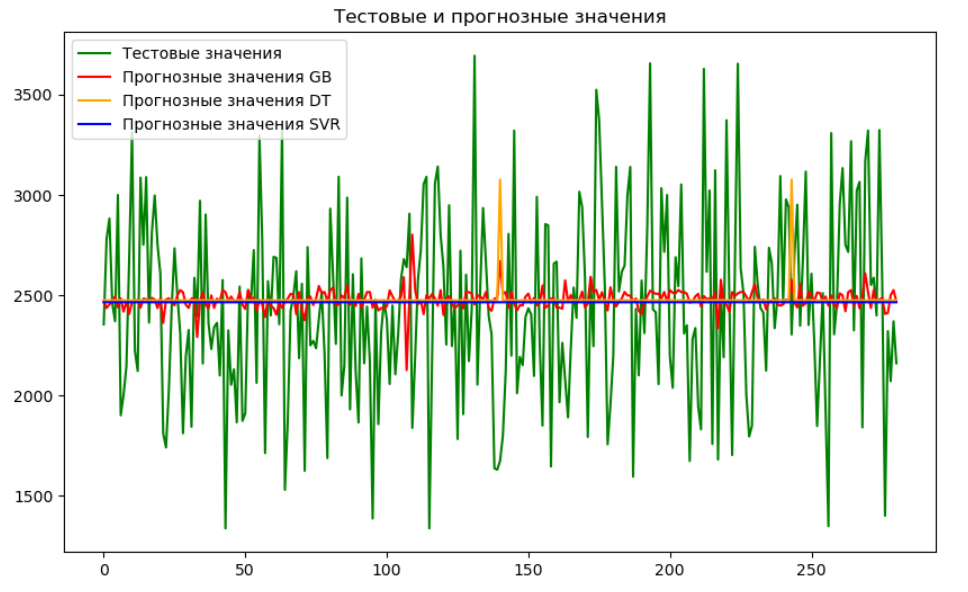 Тестовые и прогнозные значения
Тестовые значения
Прогнозные значения GB
Прогнозные значения DT
Прогнозные значения SVR
3500
3000
2500
2000
1500
0 50 100 150 200 250